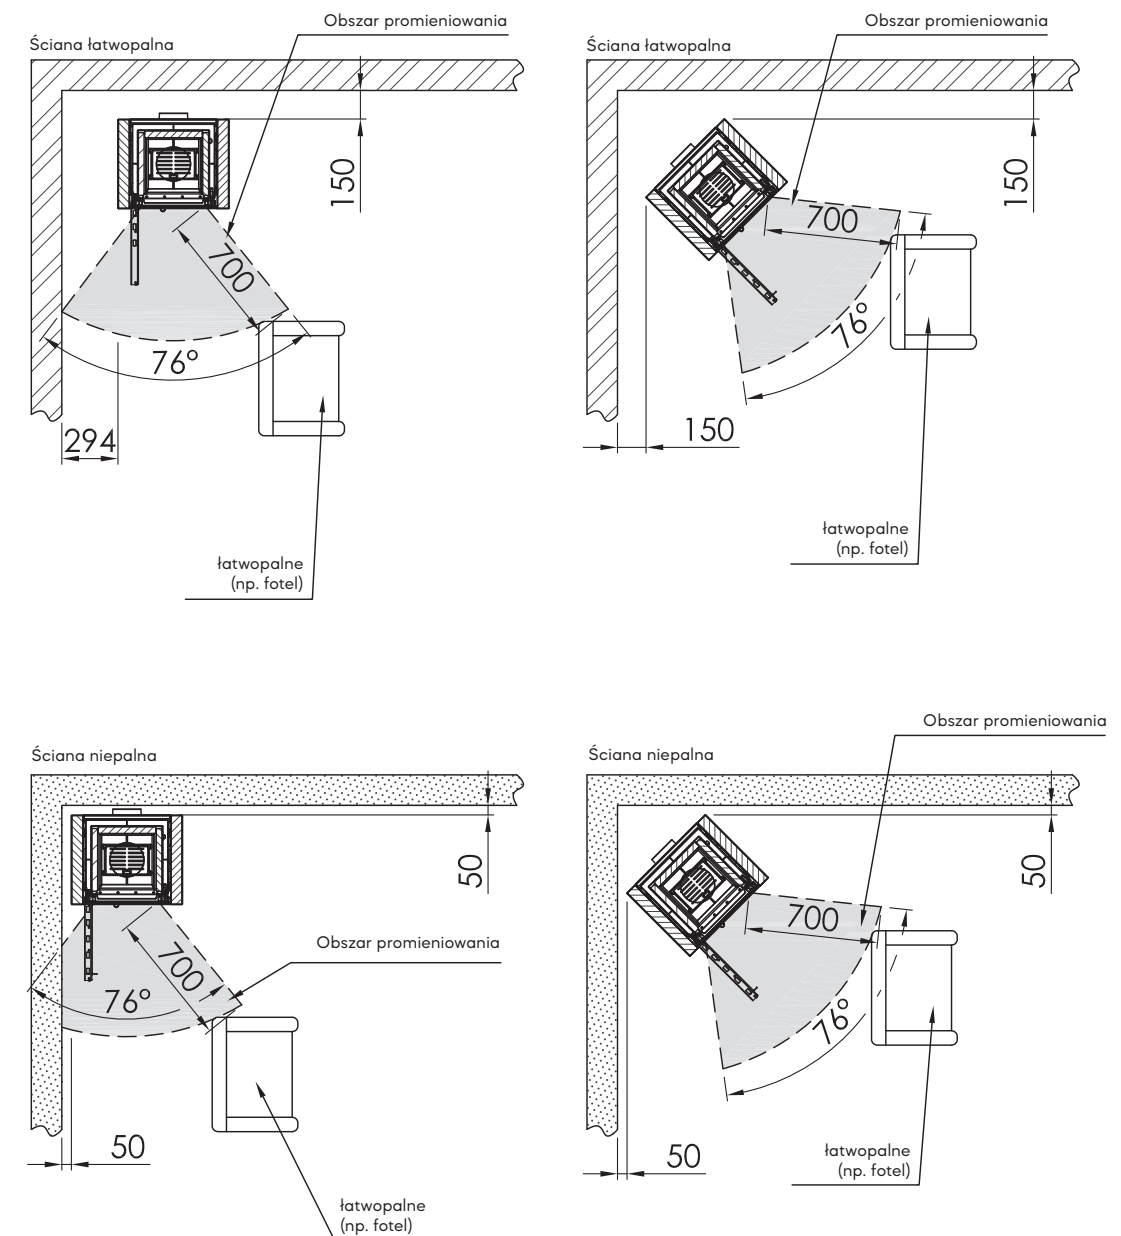 Obszar promieniowania
Ściana łatwopalna
150
700
76°
294
łatwopalne
(np. fotel)
Obszar promieniowania
Ściana łatwopalna
150
700
76°
150
łatwopalne
(np. fotel)
Ściana niepalna
50
Obszar promieniowania
700
76°
50
łatwopalne
(np. fotel)
Obszar promieniowania
Ściana niepalna
50
700
76°
50
łatwopalne
(np. fotel)